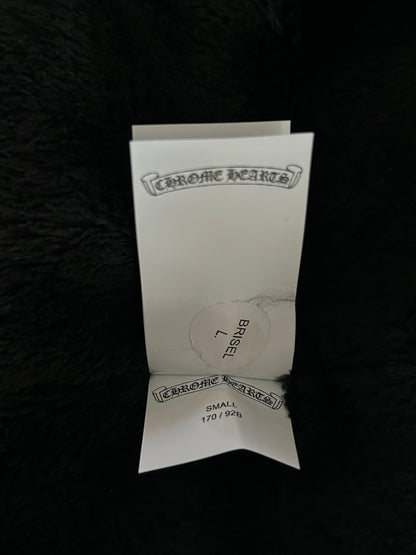 CHROME HEARTS
BRISEL
L.
CHROME HEARTS
SMALL
170 / 92B